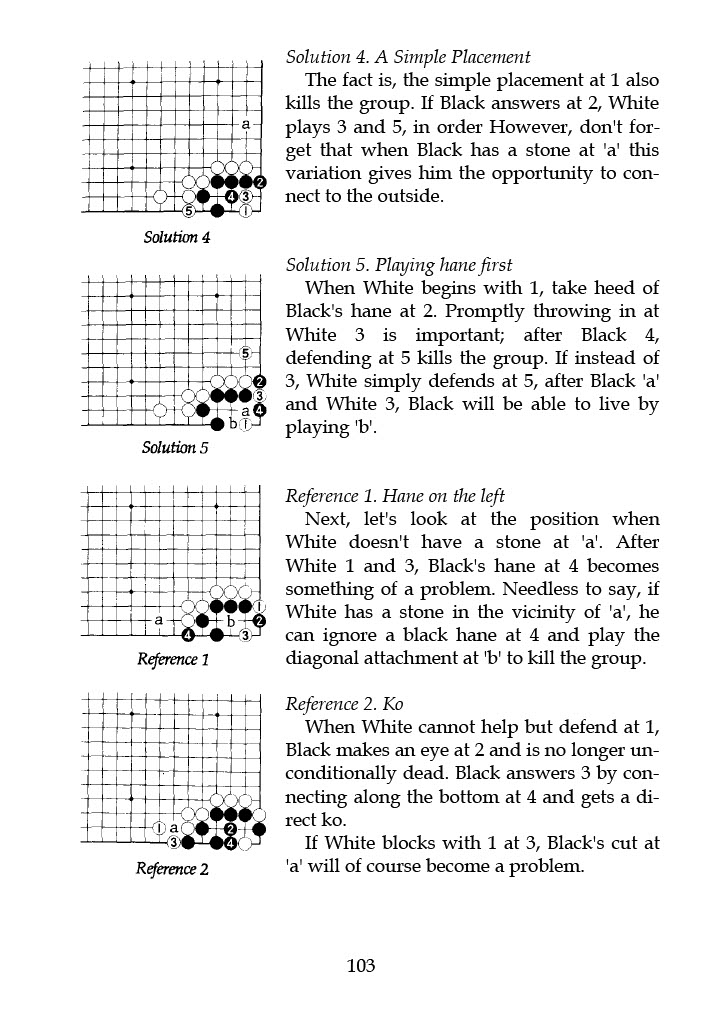 Solution 4. A Simple Placement
The fact is, the simple placement at 1 also
kills the group. If Black answers at 2, White
plays 3 and 5, in order However, don't for-
get that when Black has a stone at 'a' this
variation gives him the opportunity to con-
nect to the outside.
a
2
4 3
5 1
Solution 4
Solution 5. Playing hane first
When White begins with 1, take heed of
Black's hane at 2. Promptly throwing in at
White 3 is important; after Black 4,
defending at 5 kills the group. If instead of
3, White simply defends at 5, after Black 'a'
and White 3, Black will be able to live by
playing 'b'.
5
2
3
a 4
b 1
Solution 5
Reference 1. Hane on the left
Next, let's look at the position when
White doesn't have a stone at 'a'. After
White 1 and 3, Black's hane at 4 becomes
something of a problem. Needless to say, if
White has a stone in the vicinity of 'a', he
can ignore a black hane at 4 and play the
diagonal attachment at 'b' to kill the group.
1
a b 2
4 3
Reference 1
Reference 2. Ko
When White cannot help but defend at 1,
Black makes an eye at 2 and is no longer un-
conditionally dead. Black answers 3 by con-
necting along the bottom at 4 and gets a di-
rect ko.
If White blocks with 1 at 3, Black's cut at
'a' will of course become a problem.
1 a 2
3 4
Reference 2
103